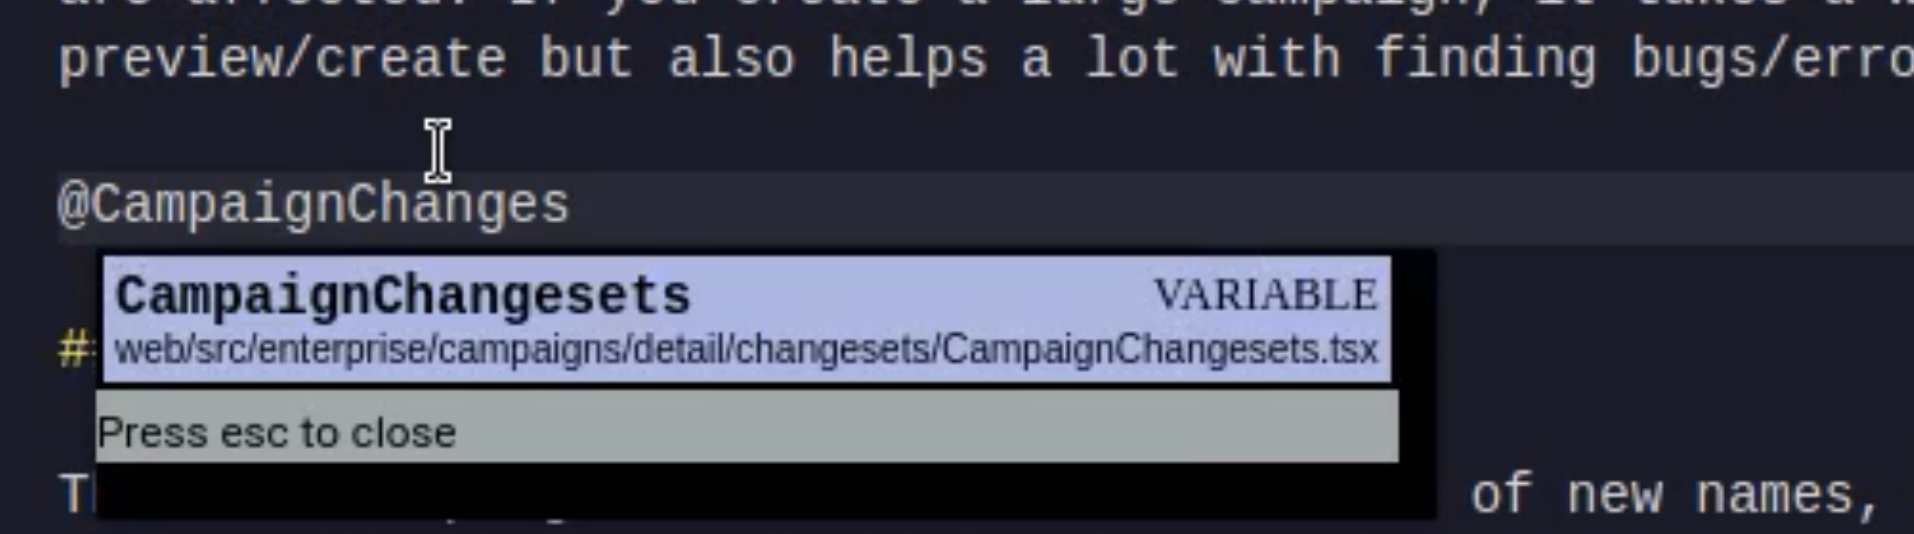 preview/create but also helps a lot with finding bugs/erro
@CampaignChanges
CampaignChangesets VARIABLE
web/src/enterprise/campaigns/detail/changesets/CampaignChangesets.tsx
#
Press esc to close
of new names,